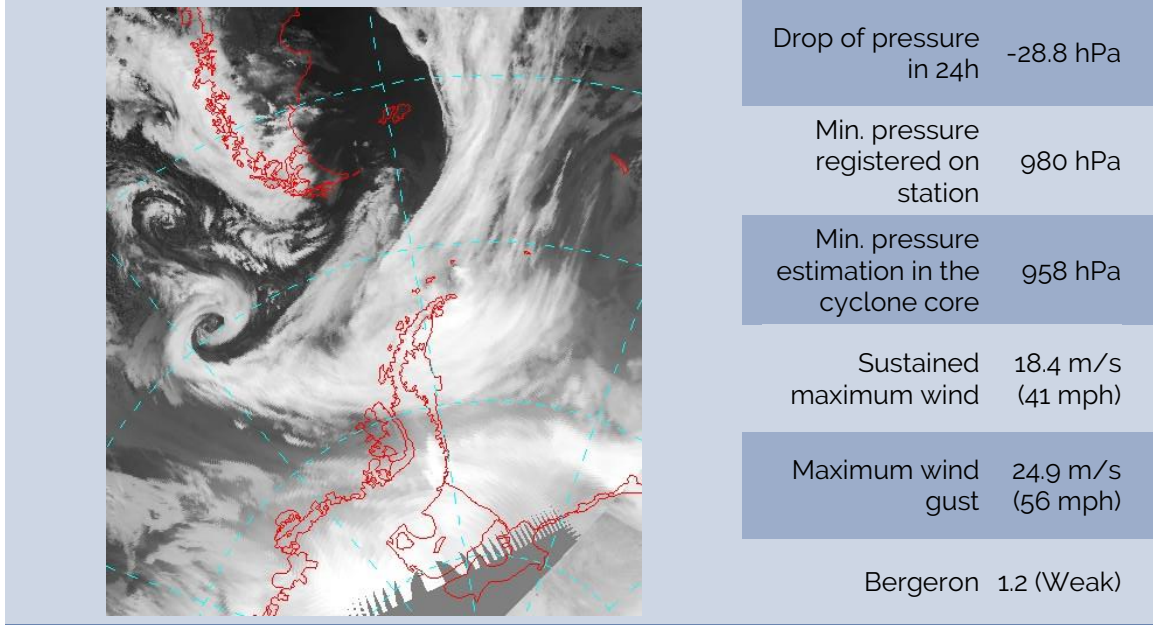 Drop of pressure
in 24h
-28.8 hPa
Min. pressure
registered on
station
980 hPa
Min. pressure
estimation in the
cyclone core
958 hPa
Sustained
maximum wind
18.4 m/s
(41 mph)
Maximum wind
gust
24.9 m/s
(56 mph)
Bergeron
1.2 (Weak)